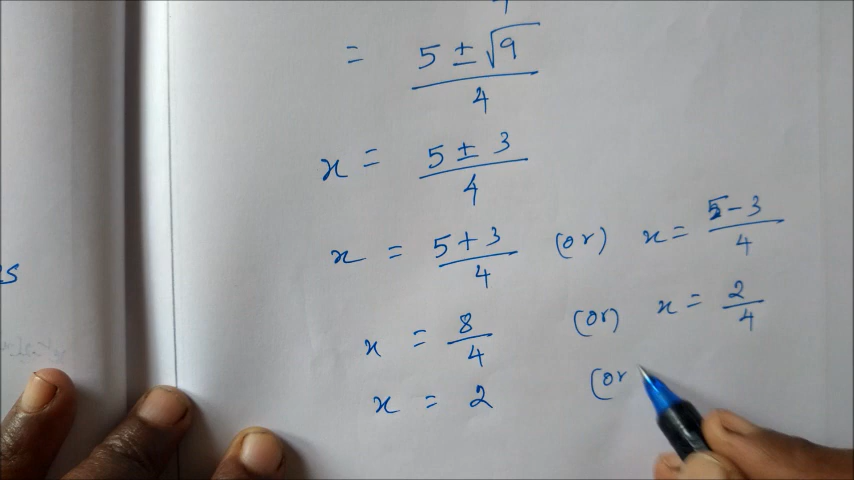 = 5 ± √9 / 4
x = 5 ± 3 / 4
x = 5 + 3 / 4 (or) x = 5 - 3 / 4
x = 8 / 4 (or) x = 2 / 4
x = 2 (or